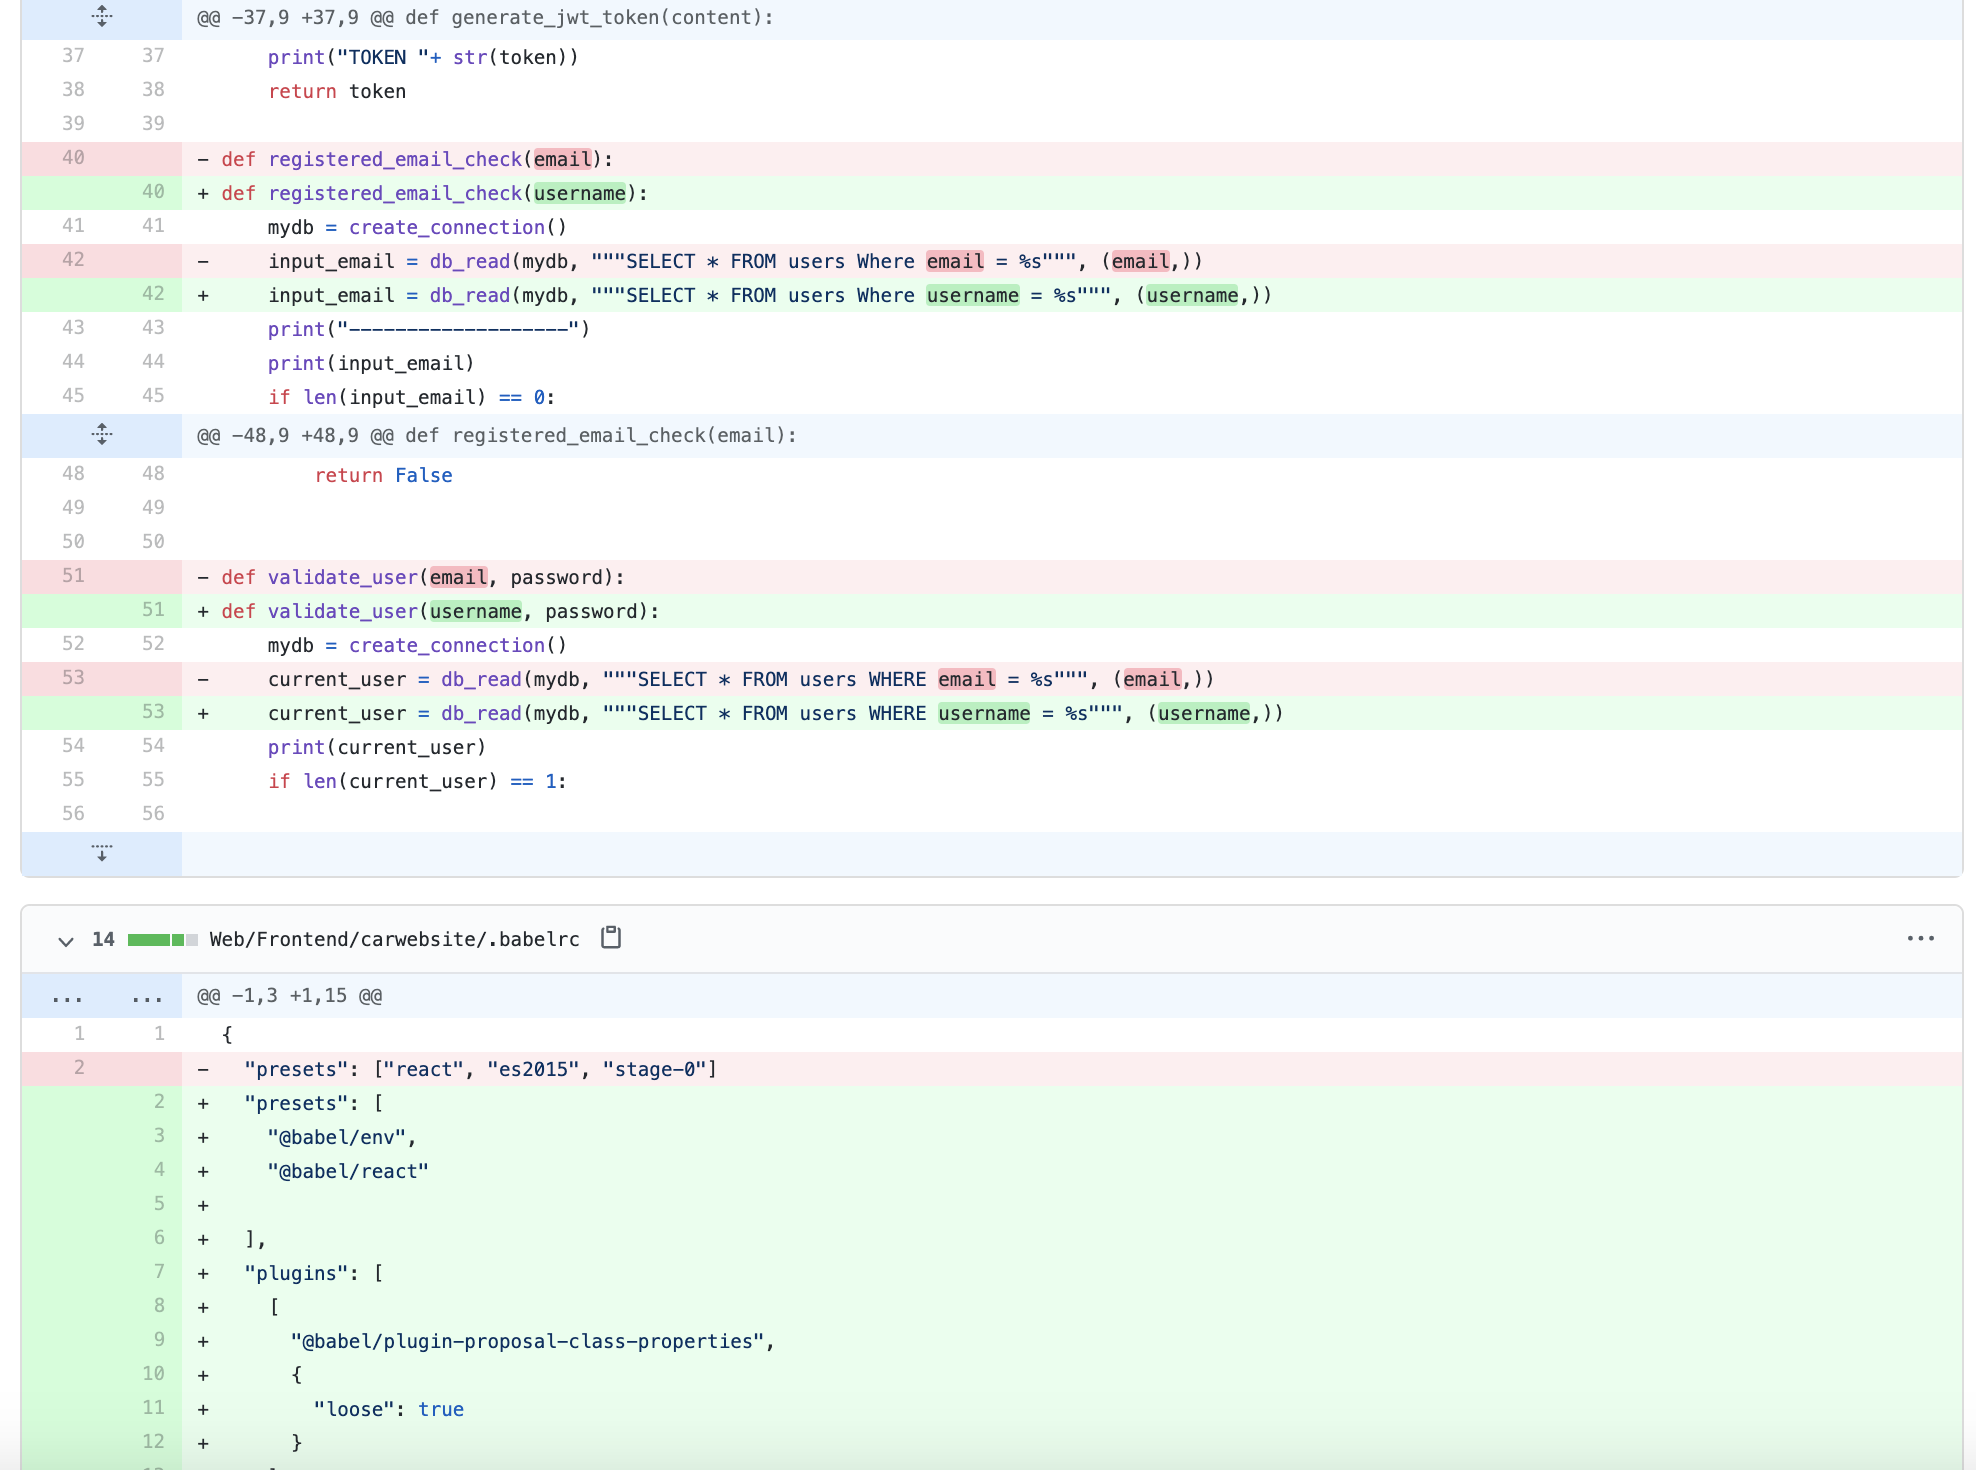 @@ -37,9 +37,9 @@ def generate_jwt_token(content):
37 37 print("TOKEN "+ str(token))
38 38 return token
39 39
40 - def registered_email_check(email):
40 + def registered_email_check(username):
41 41 mydb = create_connection()
42 - input_email = db_read(mydb, """SELECT * FROM users Where email = %s""", (email,))
42 + input_email = db_read(mydb, """SELECT * FROM users Where username = %s""", (username,))
43 43 print("-------------------")
44 44 print(input_email)
45 45 if len(input_email) == 0:
@@ -48,9 +48,9 @@ def registered_email_check(email):
48 48 return False
49 49
50 50
51 - def validate_user(email, password):
51 + def validate_user(username, password):
52 52 mydb = create_connection()
53 - current_user = db_read(mydb, """SELECT * FROM users WHERE email = %s""", (email,))
53 + current_user = db_read(mydb, """SELECT * FROM users WHERE username = %s""", (username,))
54 54 print(current_user)
55 55 if len(current_user) == 1:
56 56
14 Web/Frontend/carwebsite/.babelrc ...
... ... @@ -1,3 +1,15 @@
1 1 {
2 - "presets": ["react", "es2015", "stage-0"]
2 + "presets": [
3 + "@babel/env",
4 + "@babel/react"
5 +
6 + ],
7 + "plugins": [
8 + [
9 + "@babel/plugin-proposal-class-properties",
10 + {
11 + "loose": true
12 + }